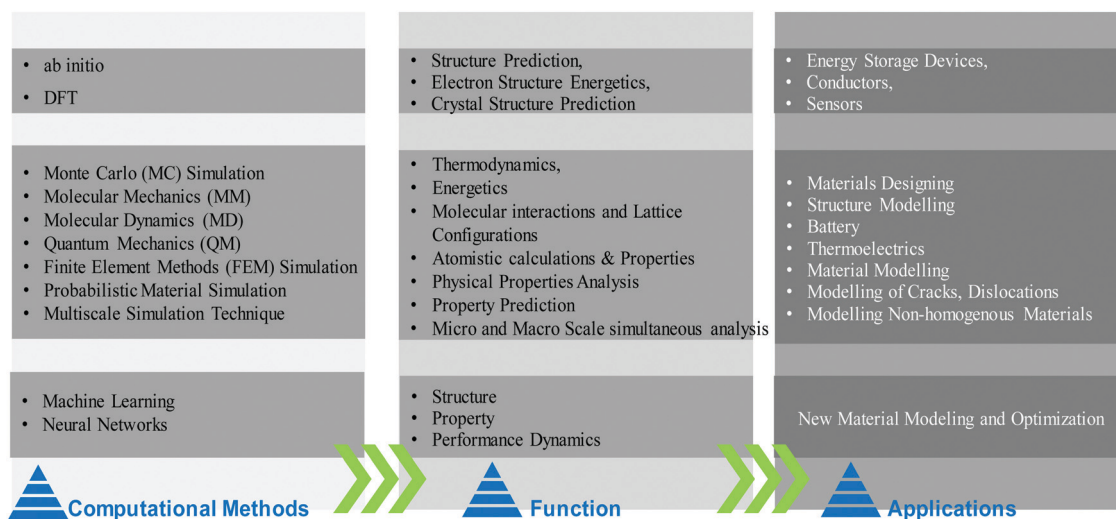 • ab initio
• DFT
• Monte Carlo (MC) Simulation
• Molecular Mechanics (MM)
• Molecular Dynamics (MD)
• Quantum Mechanics (QM)
• Finite Element Methods (FEM) Simulation
• Probabilistic Material Simulation
• Multiscale Simulation Technique
• Machine Learning
• Neural Networks
Computational Methods
• Structure Prediction,
• Electron Structure Energetics,
• Crystal Structure Prediction
• Thermodynamics,
• Energetics
• Molecular interactions and Lattice
Configurations
• Atomistic calculations & Properties
• Physical Properties Analysis
• Property Prediction
• Micro and Macro Scale simultaneous analysis
• Structure
• Property
• Performance Dynamics
Function
• Energy Storage Devices,
• Conductors,
• Sensors
• Materials Designing
• Structure Modelling
• Battery
• Thermoelectrics
• Material Modelling
• Modelling of Cracks, Dislocations
• Modelling Non-homogenous Materials
New Material Modeling and Optimization
Applications